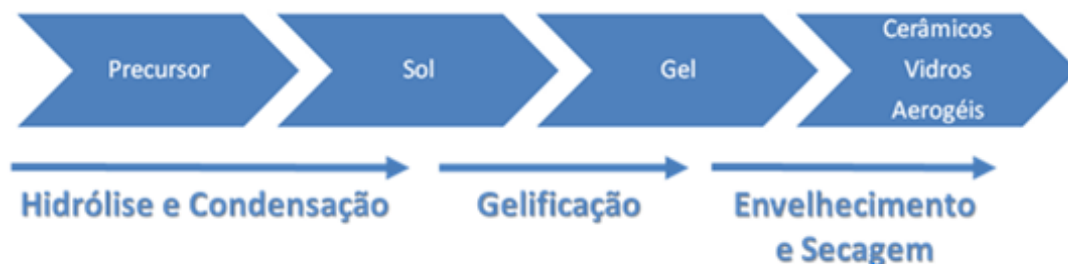 Precursor
Sol
Gel
Cerâmicos
Vidros
Aerogéis
Hidrólise e Condensação
Gelificação
Envelhecimento
e Secagem